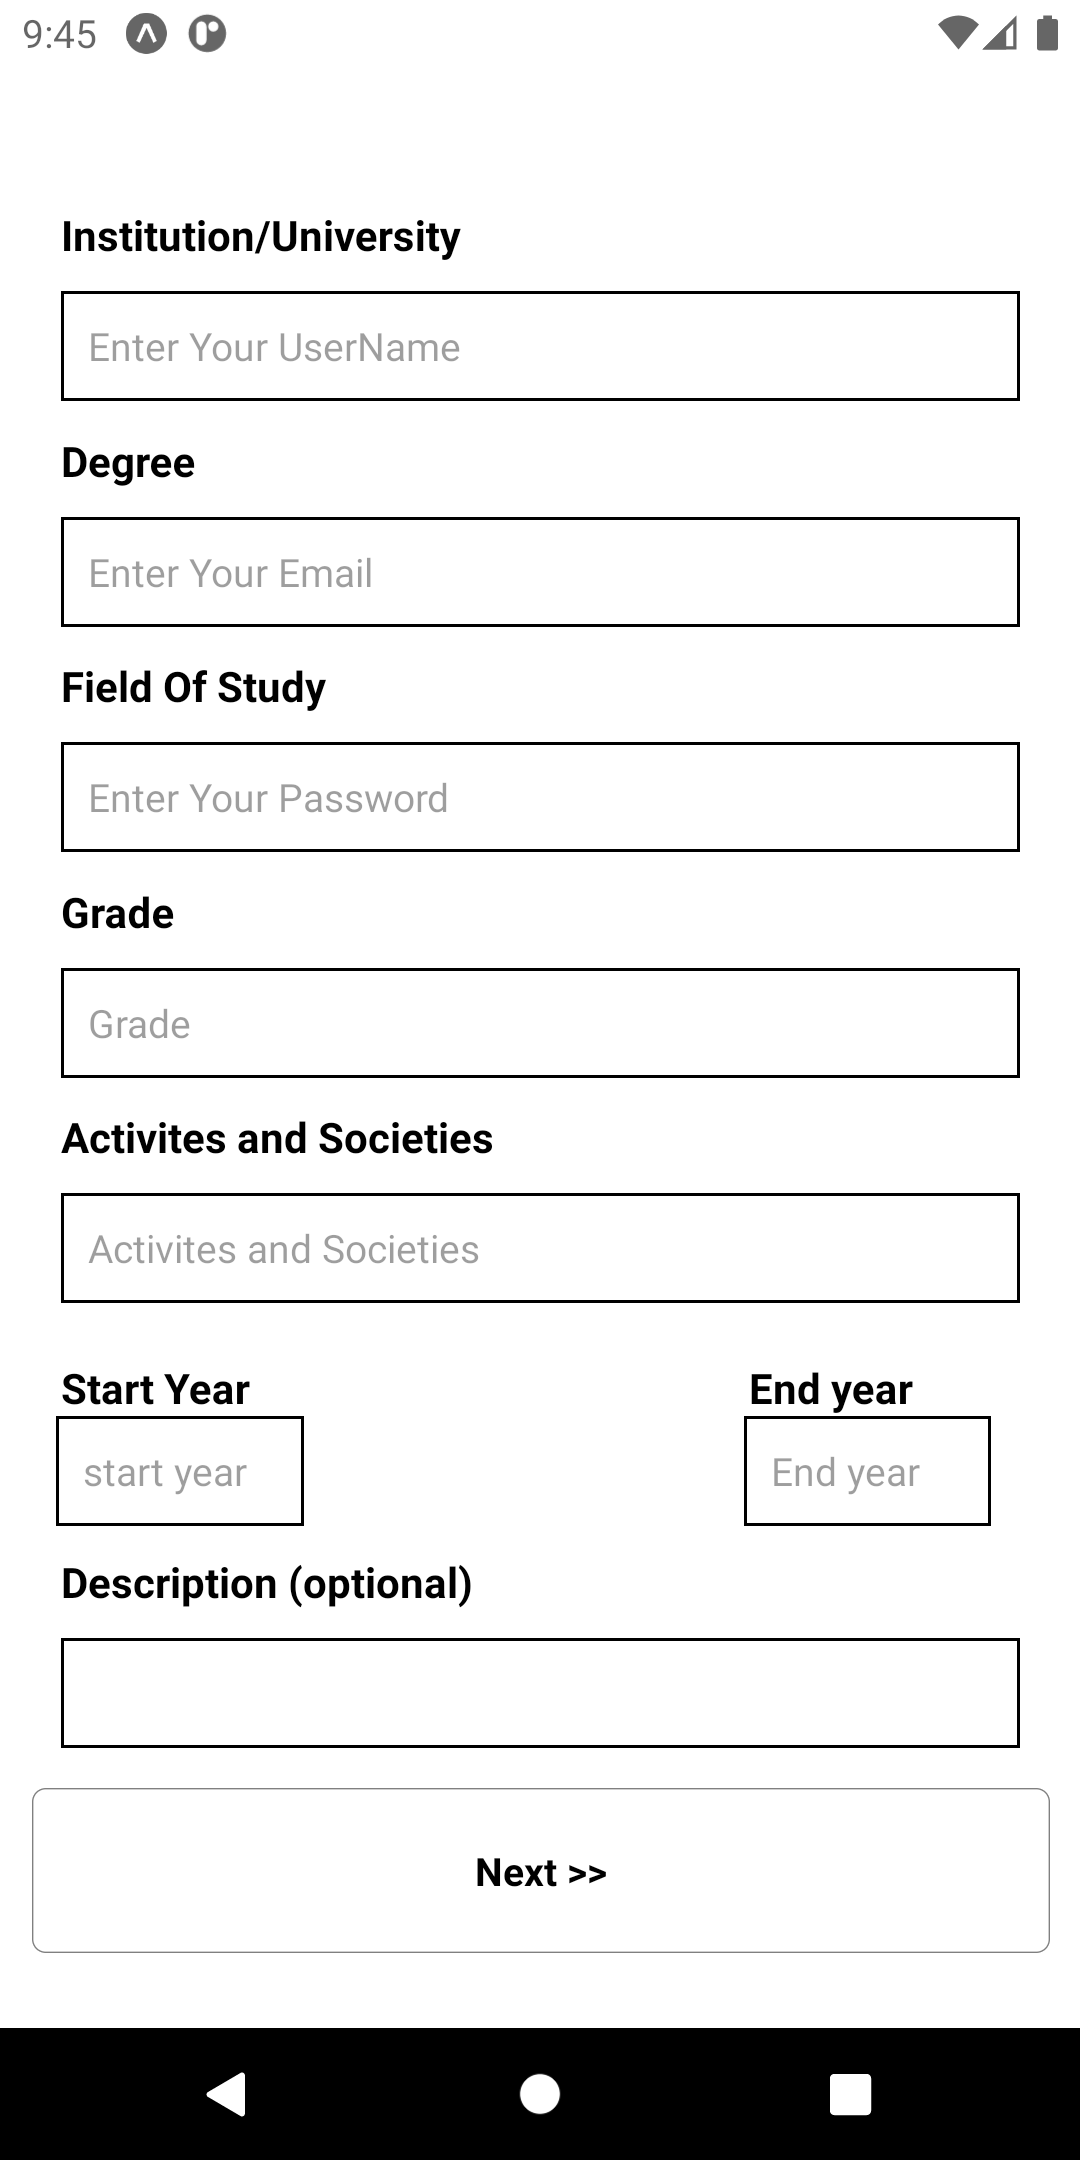 9:45
Institution/University
Enter Your UserName
Degree
Enter Your Email
Field Of Study
Enter Your Password
Grade
Grade
Activites and Societies
Activites and Societies
Start Year End year
start year End year
Description (optional)
Next >>